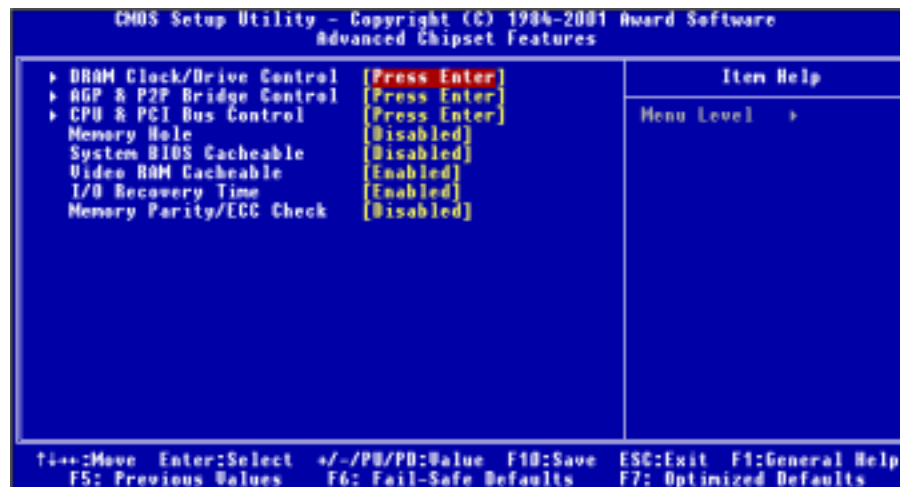 CMOS Setup Utility - Copyright (C) 1984-2001 Award Software
Advanced Chipset Features
DRAM Clock/Drive Control [Press Enter]
AGP & P2P Bridge Control [Press Enter]
CPU & PCI Bus Control [Press Enter]
Memory Hole [Disabled]
System BIOS Cacheable [Disabled]
Video RAM Cacheable [Enabled]
I/O Recovery Time [Enabled]
Memory Parity/ECC Check [Disabled]
Item Help
Menu Level ▸
↑↓→←:Move Enter:Select +/-/PU/PD:Value F10:Save ESC:Exit F1:General Help
F5: Previous Values F6: Fail-Safe Defaults F7: Optimized Defaults